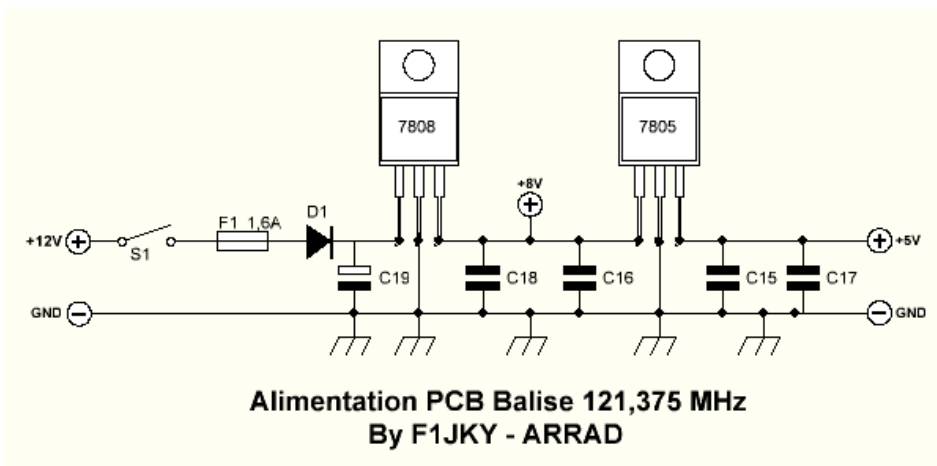 7808
7805
+8V
+12V
S1
F1 1,6A
D1
C19
C18
C16
C15
C17
+5V
GND
GND
Alimentation PCB Balise 121,375 MHz
By F1JKY - ARRAD